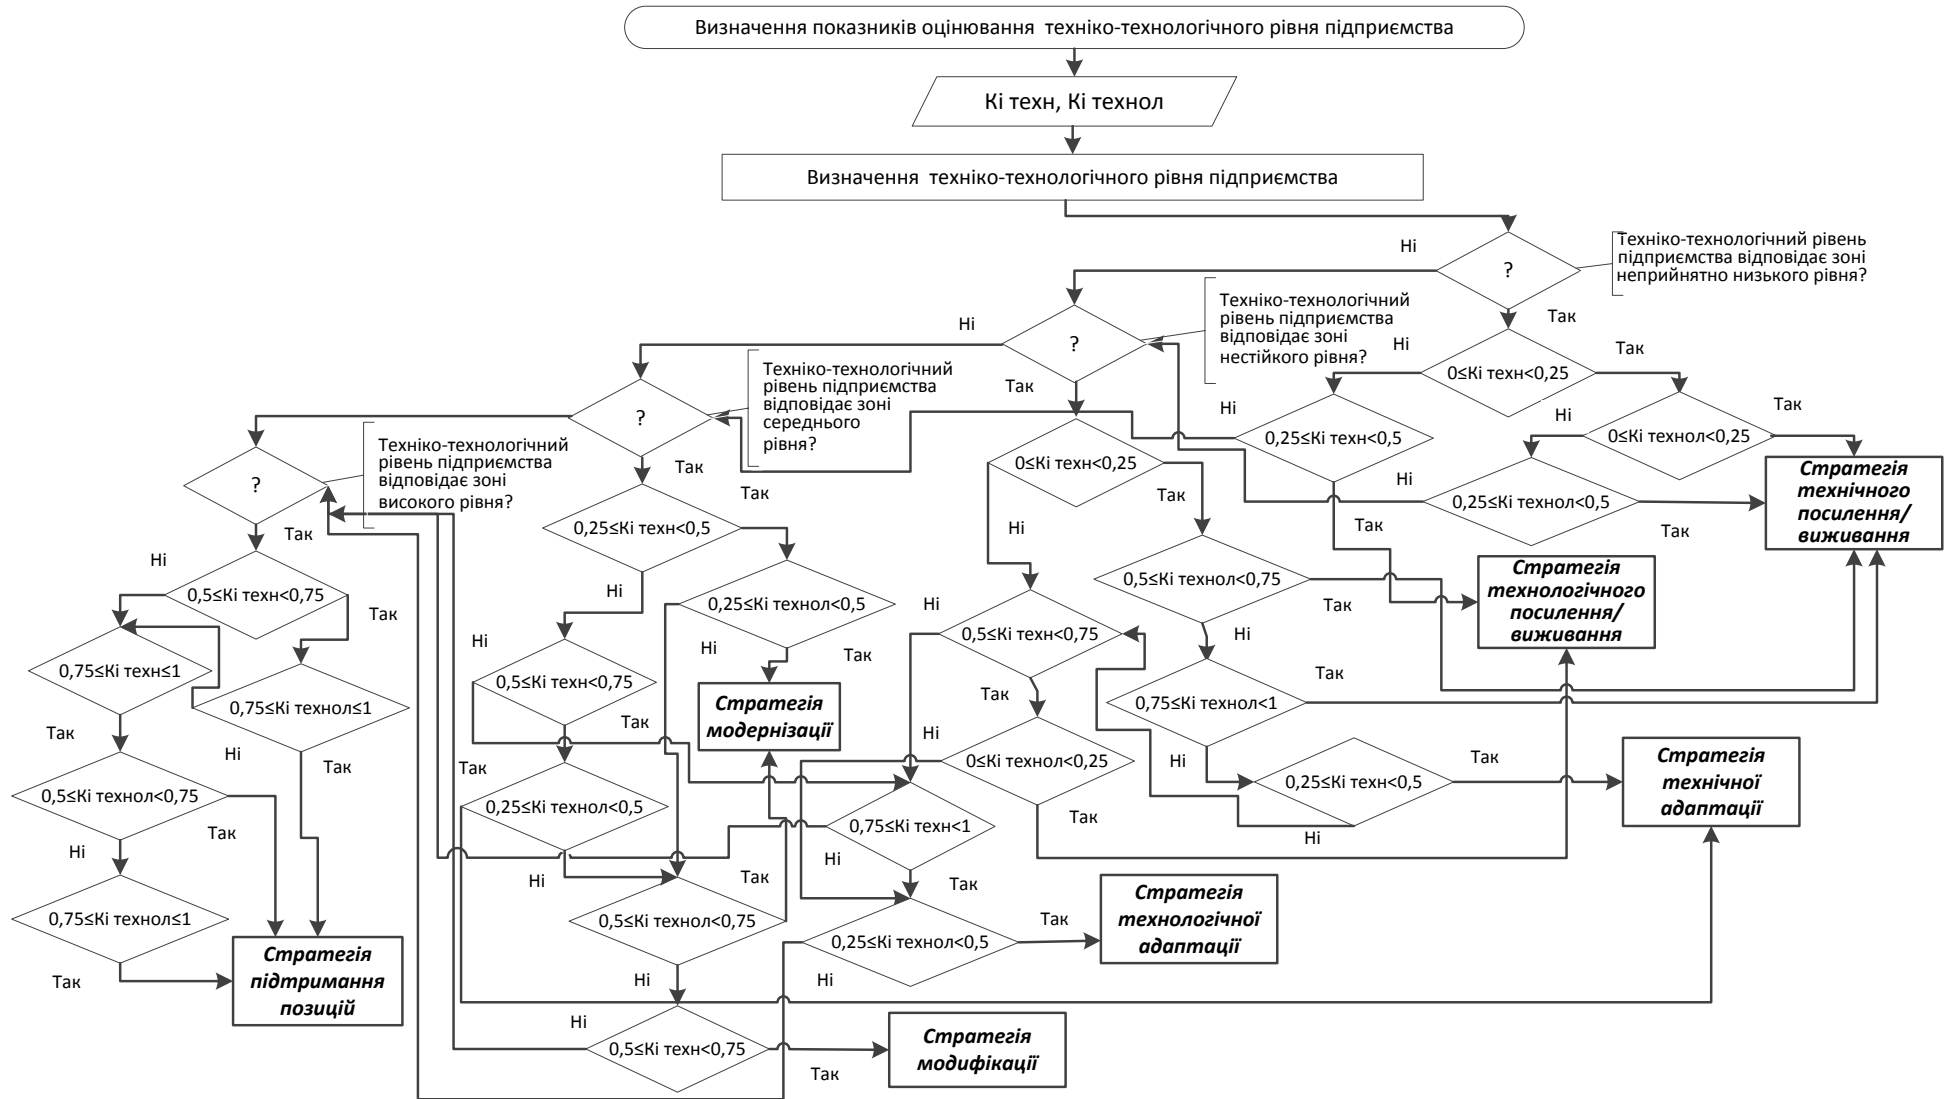 Визначення показників оцінювання техніко-технологічного рівня підприємства
Кі техн, Кі технол
Визначення техніко-технологічного рівня підприємства
Ні
?
Техніко-технологічний рівень
підприємства відповідає зоні
неприйнятно низького рівня?
Так
Ні
?
Техніко-технологічний
рівень підприємства
відповідає зоні
нестійкого рівня?
Ні
0≤Кі техн<0,25
Так
Так
Ні
?
Техніко-технологічний
рівень підприємства
відповідає зоні
середнього
рівня?
Ні
0,25≤Кі техн<0,5
Ні
0≤Кі технол<0,25
Так
?
Техніко-технологічний
рівень підприємства
відповідає зоні
високого рівня?
Так
Так
0≤Кі техн<0,25
Так
Ні
0,25≤Кі технол<0,5
Так
Стратегія
технічного
посилення/
виживання
Так
0,25≤Кі техн<0,5
Ні
Так
Ні
0,5≤Кі техн<0,75
Так
Ні
0,25≤Кі технол<0,5
Ні
Так
Ні
0,5≤Кі технол<0,75
Так
Ні
Стратегія
технологічного
посилення/
виживання
0,75≤Кі техн≤1
0,75≤Кі технол≤1
Ні
0,5≤Кі техн<0,75
Так
Стратегія
модернізації
0,5≤Кі техн<0,75
Так
Ні
0,75≤Кі технол<1
Так
Так
Ні
Так
Так
0≤Кі технол<0,25
Так
Ні
0,25≤Кі техн<0,5
Так
Ні
Стратегія
технічної
адаптації
0,5≤Кі технол<0,75
Так
Ні
0,25≤Кі технол<0,5
Ні
0,75≤Кі техн<1
Ні
Так
0,75≤Кі технол≤1
Так
0,5≤Кі технол<0,75
Так
Ні
0,25≤Кі технол<0,5
Так
Ні
Стратегія
технологічної
адаптації
Стратегія
підтримання
позицій
Ні
0,5≤Кі техн<0,75
Так
Стратегія
модифікації